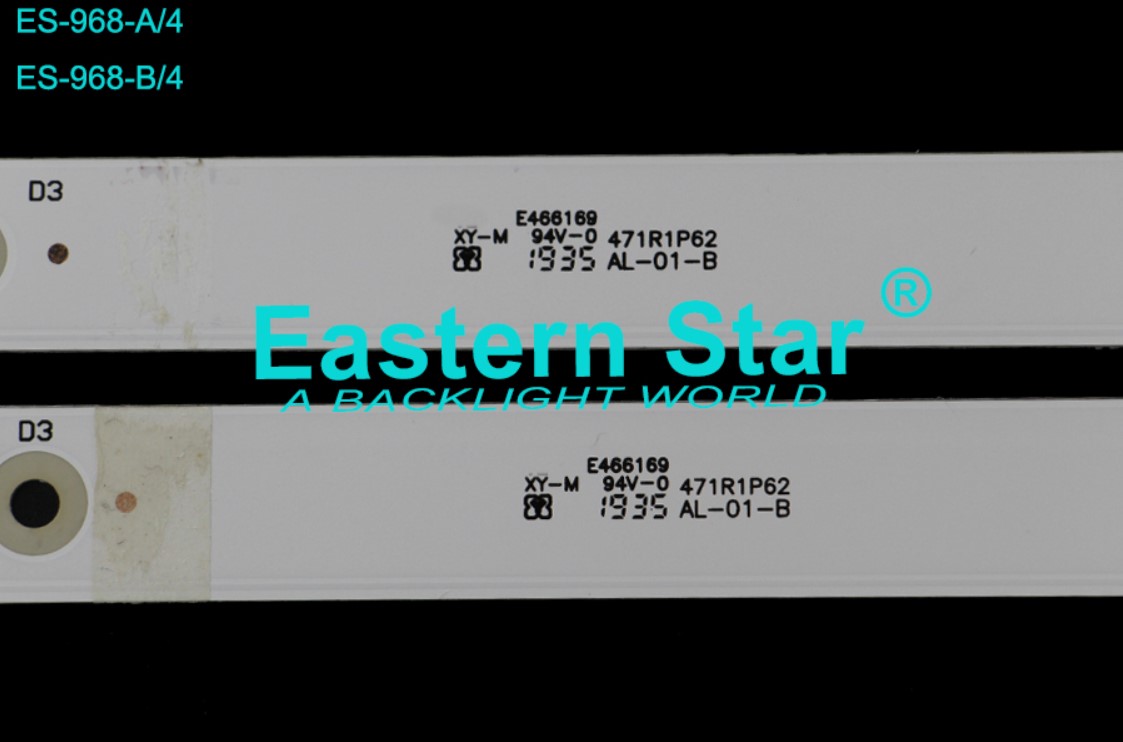 ES-968-A/4
ES-968-B/4
D3
E466169
XY-M 94V-0 471R1P62
1935 AL-01-B
Eastern Star ®
A BACKLIGHT WORLD
D3
E466169
XY-M 94V-0 471R1P62
1935 AL-01-B